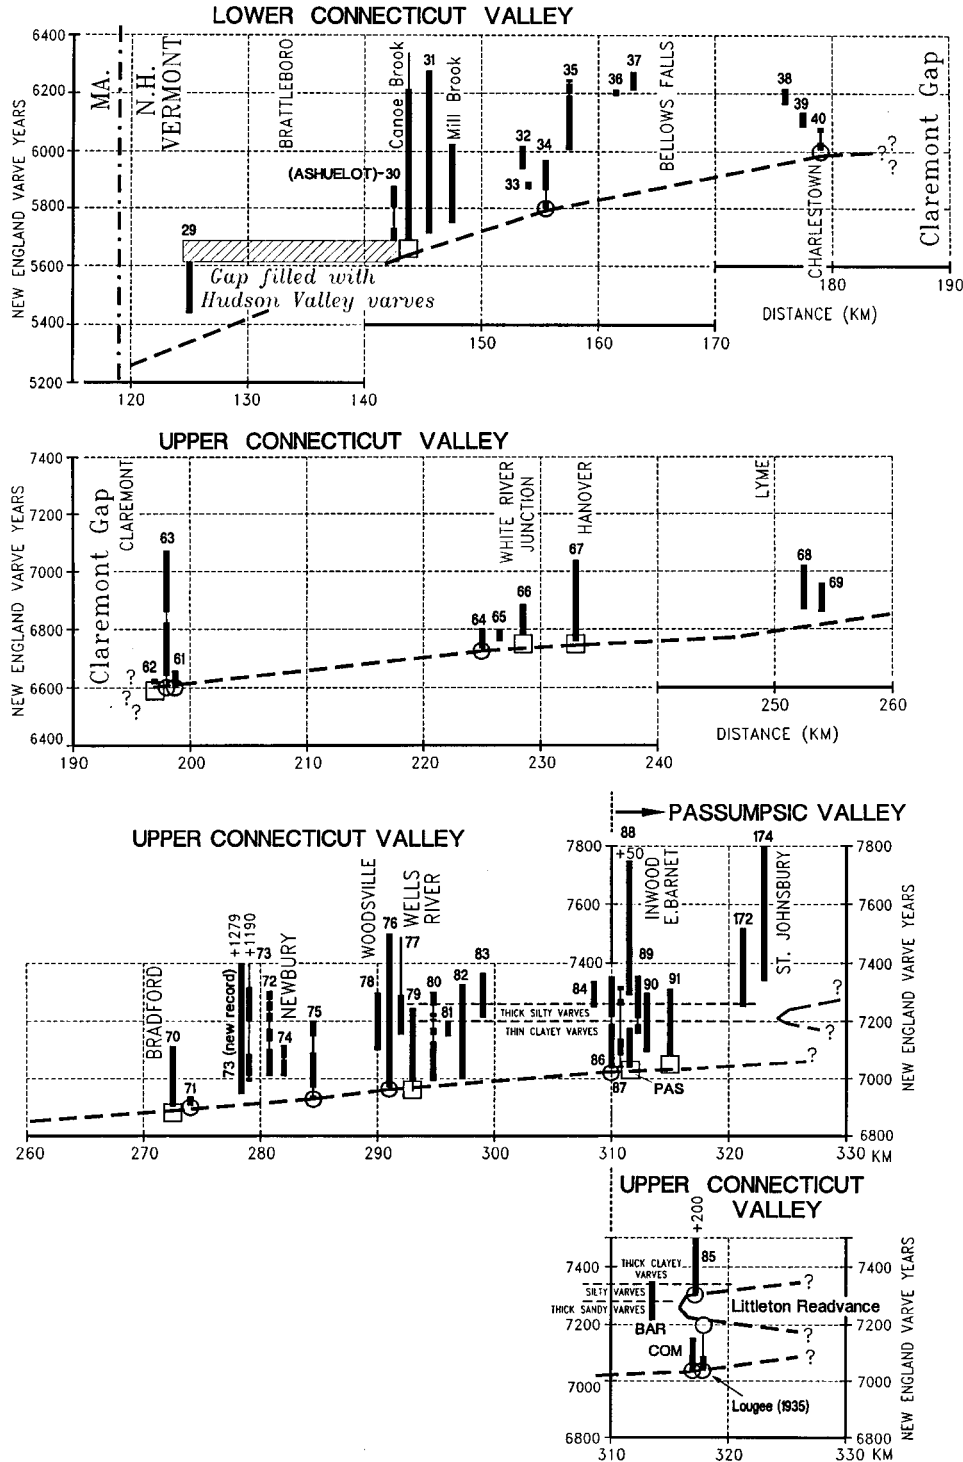 LOWER CONNECTICUT VALLEY
NEW ENGLAND VARVE YEARS
6400
6200
6000
5800
5600
5400
5200
MA.
N.H.
VERMONT
BRATTLEBORO
Canoe Brook
31
Mill Brook
35
36
37
BELLOWS FALLS
38
39
40
Claremont Gap
32
34
33
(ASHUELOT)-30
29
? ? ?
CHARLESTOWN
Gap filled with
Hudson Valley varves
120 130 140 150 160 170 180 190
DISTANCE (KM)
UPPER CONNECTICUT VALLEY
NEW ENGLAND VARVE YEARS
7400
7200
7000
6800
6600
6400
Claremont Gap
CLAREMONT
63
62
61
? ? ?
WHITE RIVER
JUNCTION
HANOVER
LYME
64
65
66
67
68
69
190 200 210 220 230 240 250 260
DISTANCE (KM)
PASSUMPSIC VALLEY
UPPER CONNECTICUT VALLEY
BRADFORD
70
71
73 (new record)
+1279
+1190
73
72
74
NEWBURY
75
WOODSVILLE
78
76
77
WELLS
RIVER
79
80
81
82
83
84
86
87
88
+50
INWOOD
E.BARNET
89
90
91
PAS
172
174
ST. JOHNSBURY
THICK SILTY VARVES
THIN CLAYEY VARVES
? ? ?
7800
7600
7400
7200
7000
6800
7800
7600
7400
7200
7000
6800
NEW ENGLAND VARVE YEARS
260 270 280 290 300 310 320 330
KM
UPPER CONNECTICUT
VALLEY
+200
85
THICK CLAYEY
VARVES
SILTY VARVES
THICK SANDY VARVES
Littleton Readvance
BAR
COM
Lougee (1935)
? ? ?
7400
7200
7000
6800
7400
7200
7000
6800
NEW ENGLAND VARVE YEARS
310 320 330 KM